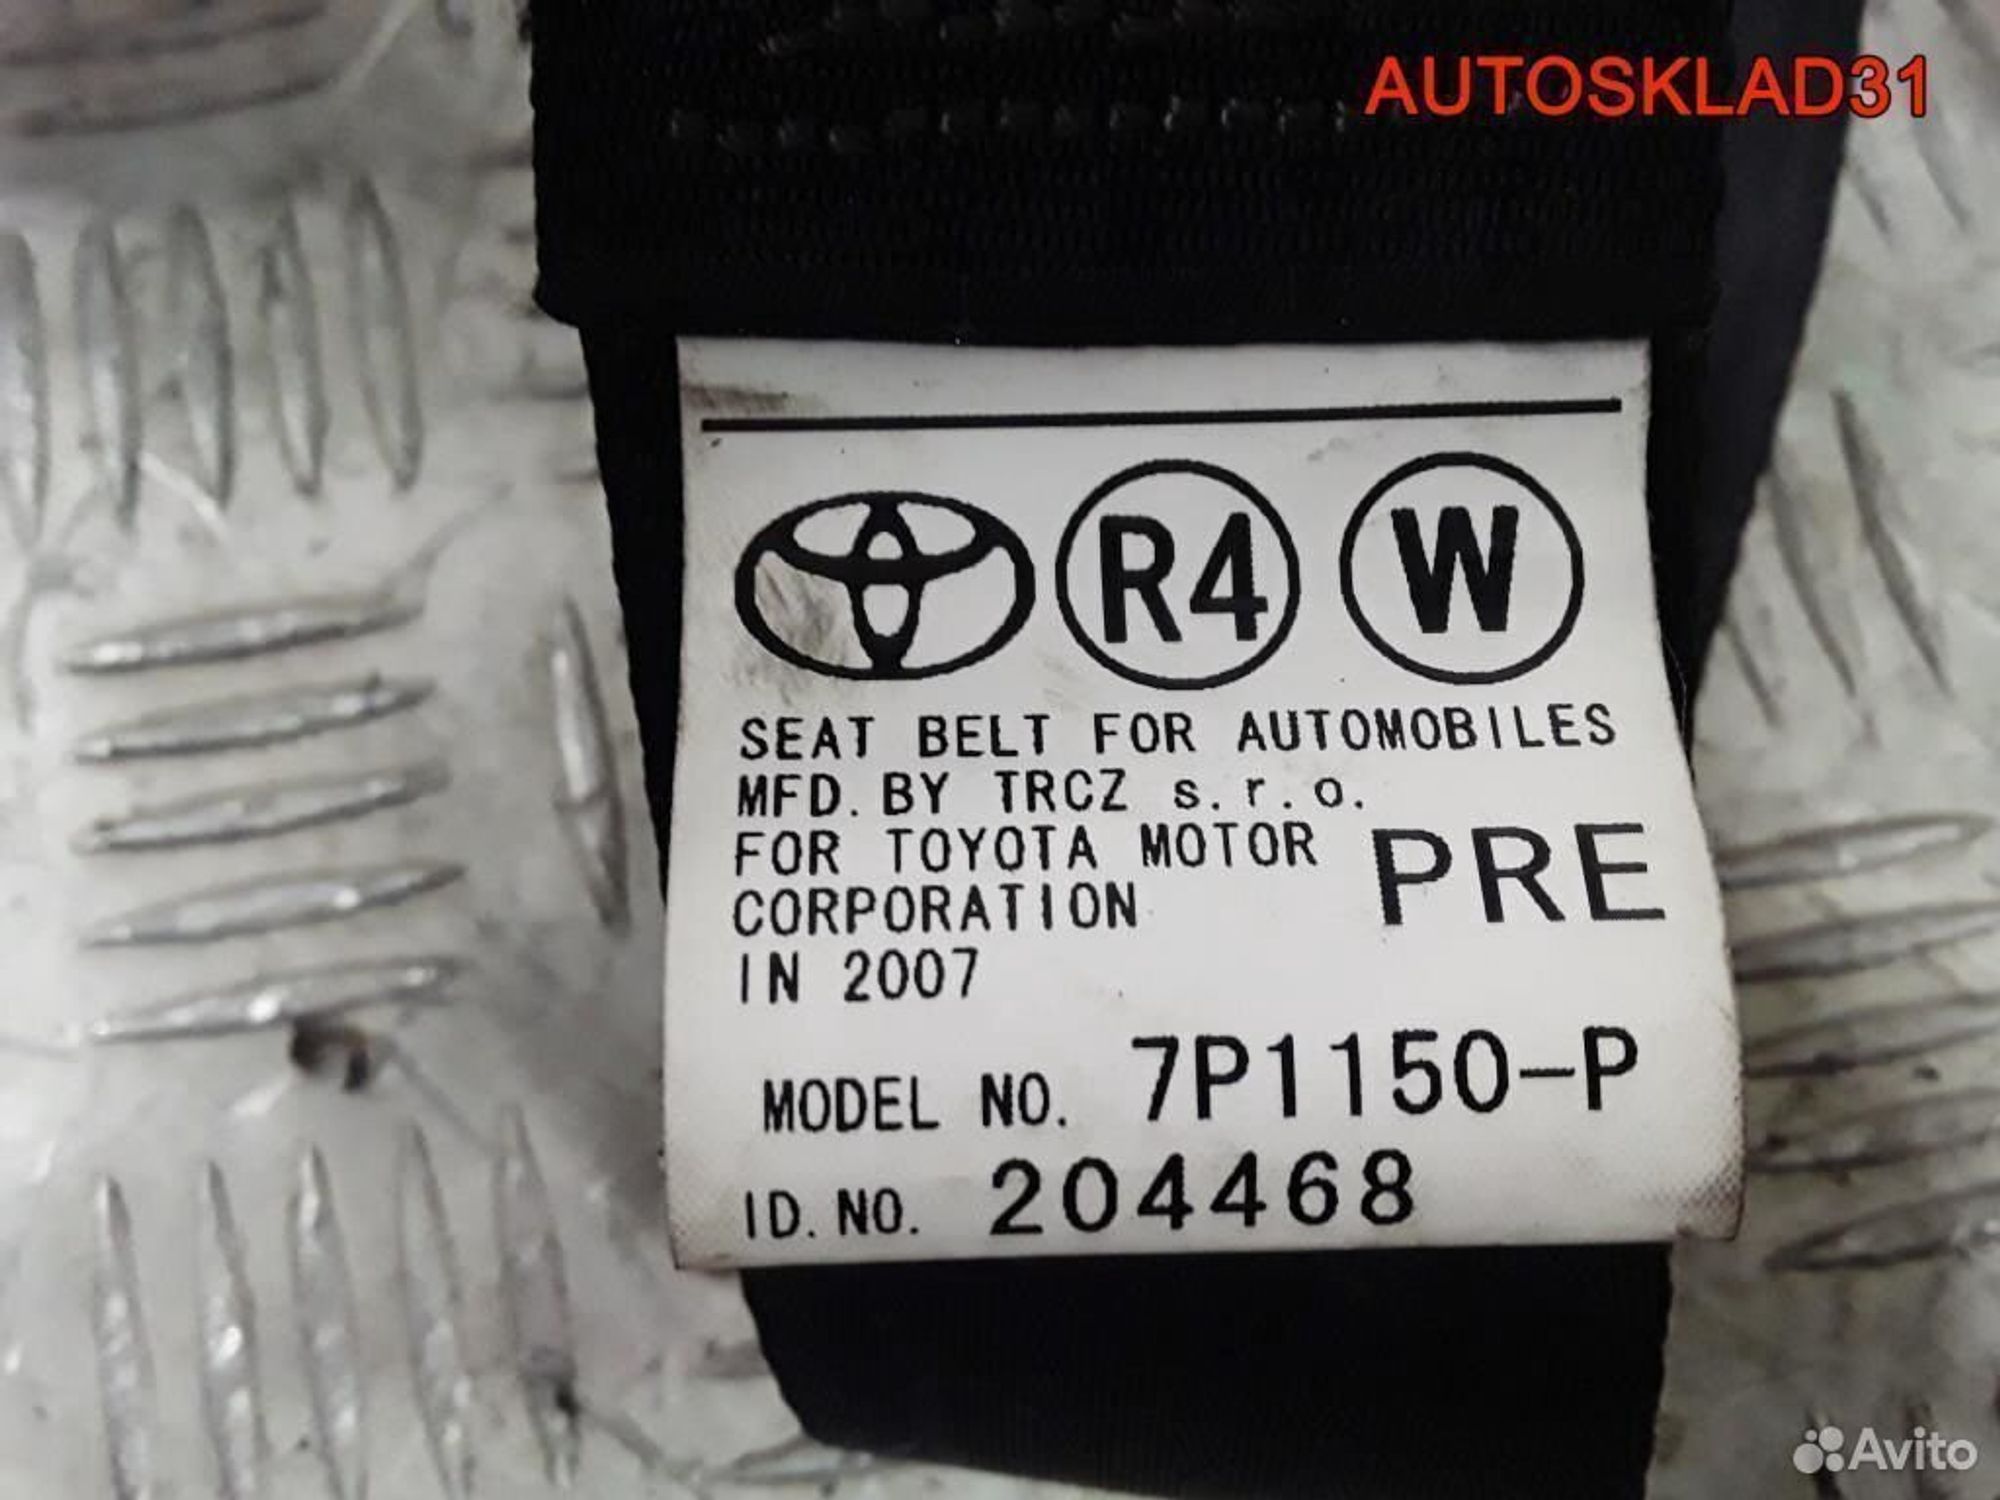 AUTOSKLAD31
R4 W
SEAT BELT FOR AUTOMOBILES
MFD. BY TRCZ s.r.o.
FOR TOYOTA MOTOR PRE
CORPORATION
IN 2007
MODEL NO. 7P1150-P
ID. NO. 204468
Avito